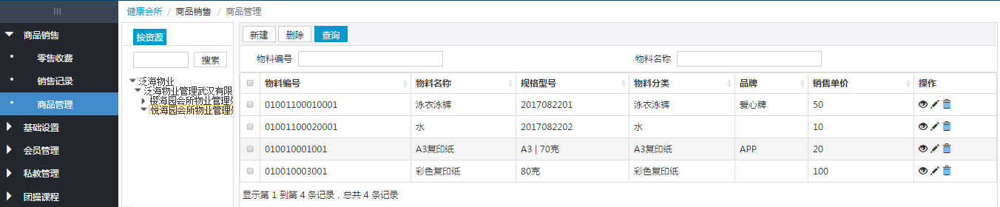 健康会所 / 商品销售 / 商品管理
商品销售
零售收费
销售记录
商品管理
基础设置
会员管理
私教管理
团操课程
按资源
搜索
泛海物业
泛海物业管理武汉有限
樱海园会所物业管理
悦海园会所物业管理
新建 删除 查询
物料编号 物料名称
物料编号 物料名称 规格型号 物料分类 品牌 销售单价 操作
01001100010001 泳衣泳裤 2017082201 泳衣泳裤 爱心牌 50
01001100020001 水 2017082202 水 10
010010001001 A3复印纸 A3 | 70克 A3复印纸 APP 20
010010003001 彩色复印纸 80克 彩色复印纸 100
显示第 1 到第 4 条记录，总共 4 条记录